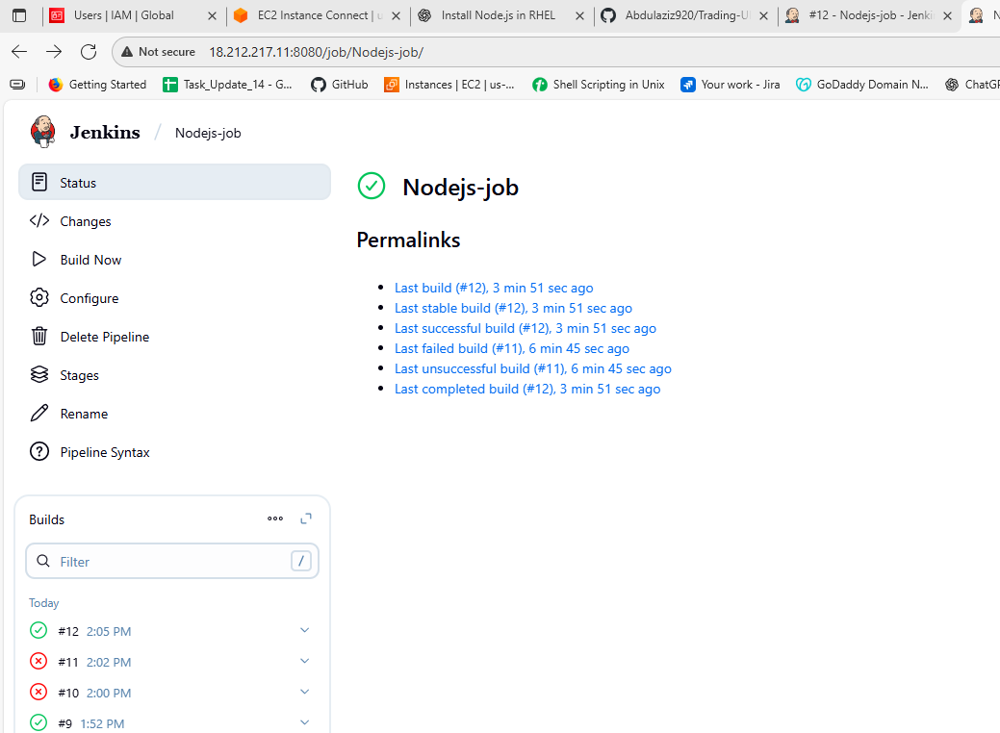 Users | IAM | Global
EC2 Instance Connect | u
Install Node.js in RHEL
Abdulaziz920/Trading-UI
#12 - Nodejs-job - Jenki
N
Not secure 18.212.217.11:8080/job/Nodejs-job/
Getting Started
Task_Update_14 - G...
GitHub
Instances | EC2 | us-...
Shell Scripting in Unix
Your work - Jira
GoDaddy Domain N...
ChatGP
Jenkins / Nodejs-job
Status
Changes
Build Now
Configure
Delete Pipeline
Stages
Rename
Pipeline Syntax
Nodejs-job
Permalinks
Last build (#12), 3 min 51 sec ago
Last stable build (#12), 3 min 51 sec ago
Last successful build (#12), 3 min 51 sec ago
Last failed build (#11), 6 min 45 sec ago
Last unsuccessful build (#11), 6 min 45 sec ago
Last completed build (#12), 3 min 51 sec ago
Builds
Filter /
Today
#12 2:05 PM
#11 2:02 PM
#10 2:00 PM
#9 1:52 PM